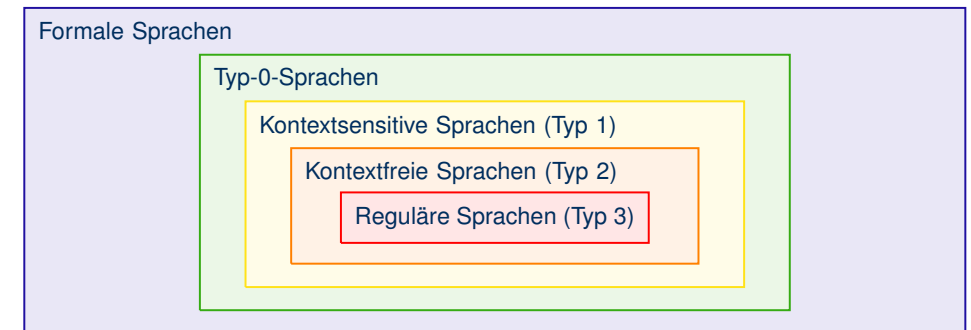 Formale Sprachen
Typ-0-Sprachen
Kontextsensitive Sprachen (Typ 1)
Kontextfreie Sprachen (Typ 2)
Reguläre Sprachen (Typ 3)